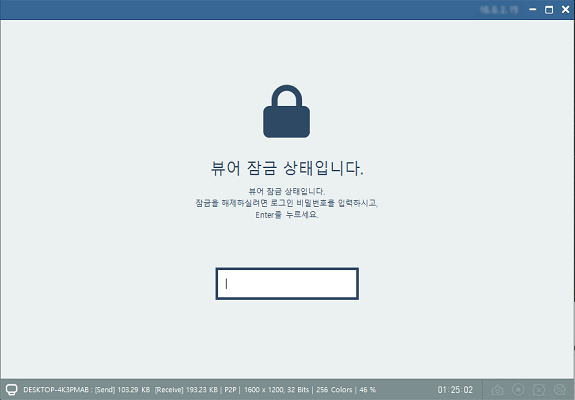 뷰어 잠금 상태입니다.
뷰어 잠금 상태입니다.
잠금을 해제하실려면 로그인 비밀번호를 입력하시고,
Enter를 누르세요.
DESKTOP-4K3PMAB : [Send] 103.29 KB [Receive] 193.23 KB | P2P | 1600 x 1200, 32 Bits | 256 Colors | 46 % 01:25:02